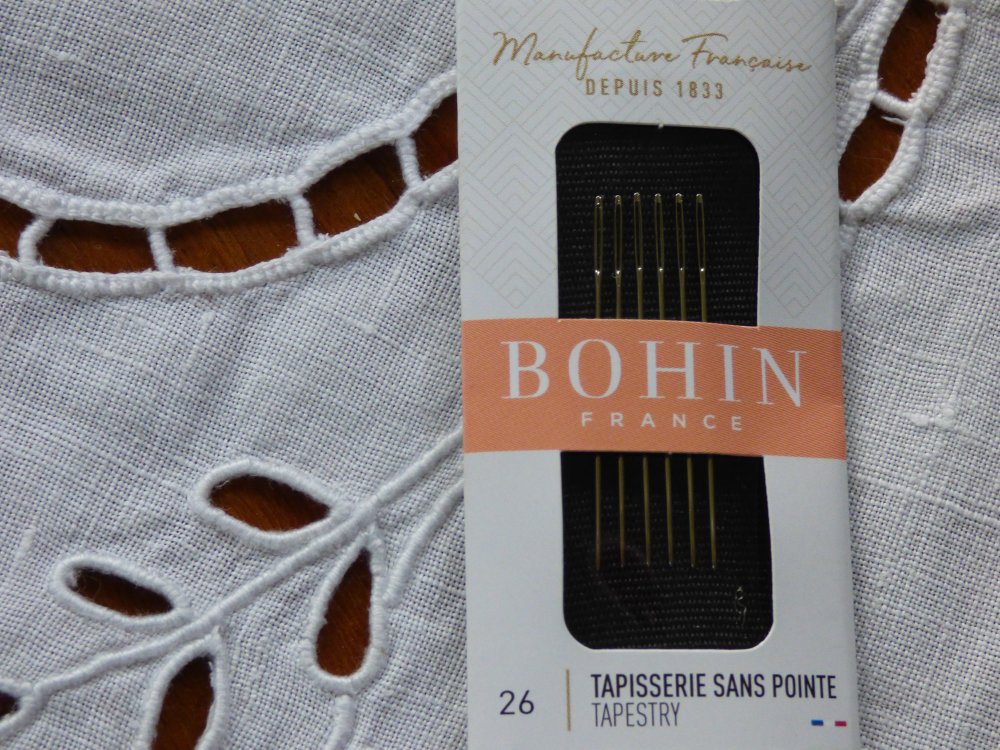 Manufacture Française
DEPUIS 1833
BOHIN
FRANCE
26
TAPISSERIE SANS POINTE
TAPESTRY